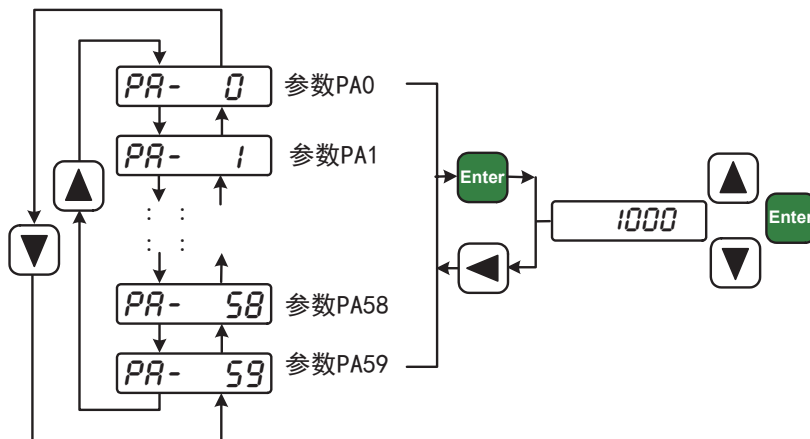 PA- 0 参数PA0
PA- 1 参数PA1
Enter
1000
Enter
: :
: :
PA- 58 参数PA58
PA- 59 参数PA59